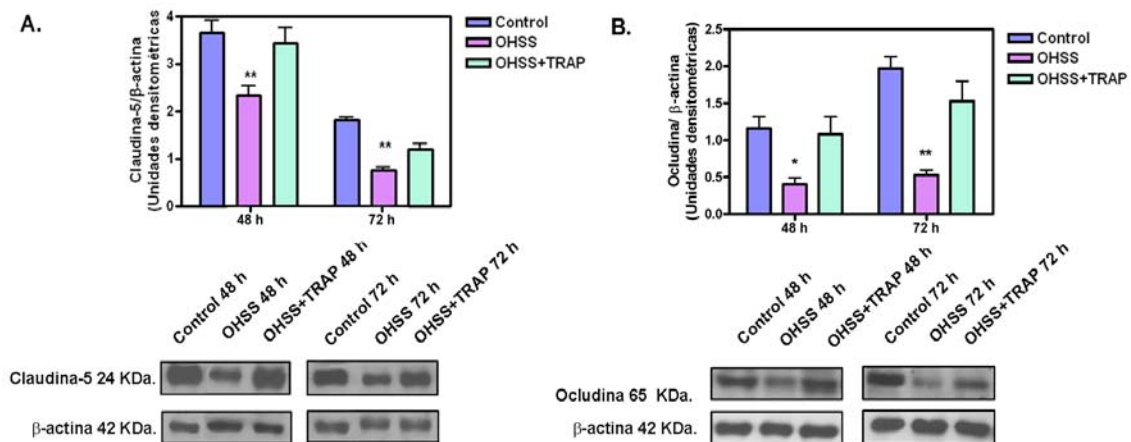 A.
Claudina-5/β-actina
(Unidades densitométricas)
4
3
2
1
0
**
**
48 h
72 h
Control
OHSS
OHSS+TRAP
Control 48 h
OHSS 48 h
OHSS+TRAP 48 h
Control 72 h
OHSS 72 h
OHSS+TRAP 72 h
Claudina-5 24 KDa.
β-actina 42 KDa.
B.
Ocludina/ β-actina
(Unidades densitométricas)
2.5
2.0
1.5
1.0
0.5
0.0
*
**
48 h
72 h
Control
OHSS
OHSS+TRAP
Control 48 h
OHSS 48 h
OHSS+TRAP 48 h
Control 72 h
OHSS 72 h
OHSS+TRAP 72 h
Ocludina 65 KDa.
β-actina 42 KDa.